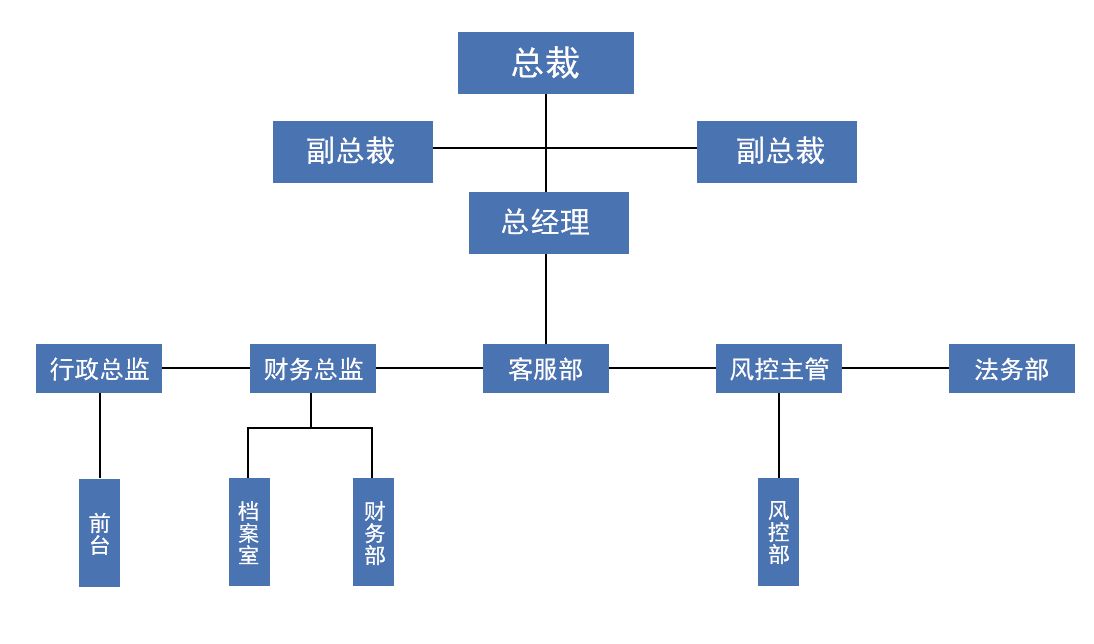 总裁
副总裁
副总裁
总经理
行政总监
财务总监
客服部
风控主管
法务部
前台
档案室
财务部
风控部